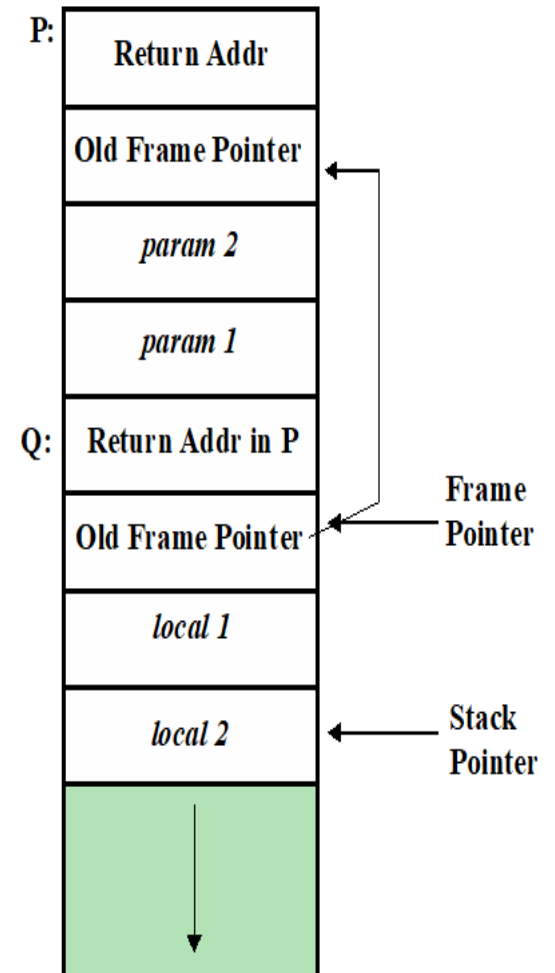 P:
Return Addr
Old Frame Pointer
param 2
param 1
Q:
Return Addr in P
Old Frame Pointer
Frame
Pointer
local 1
local 2
Stack
Pointer